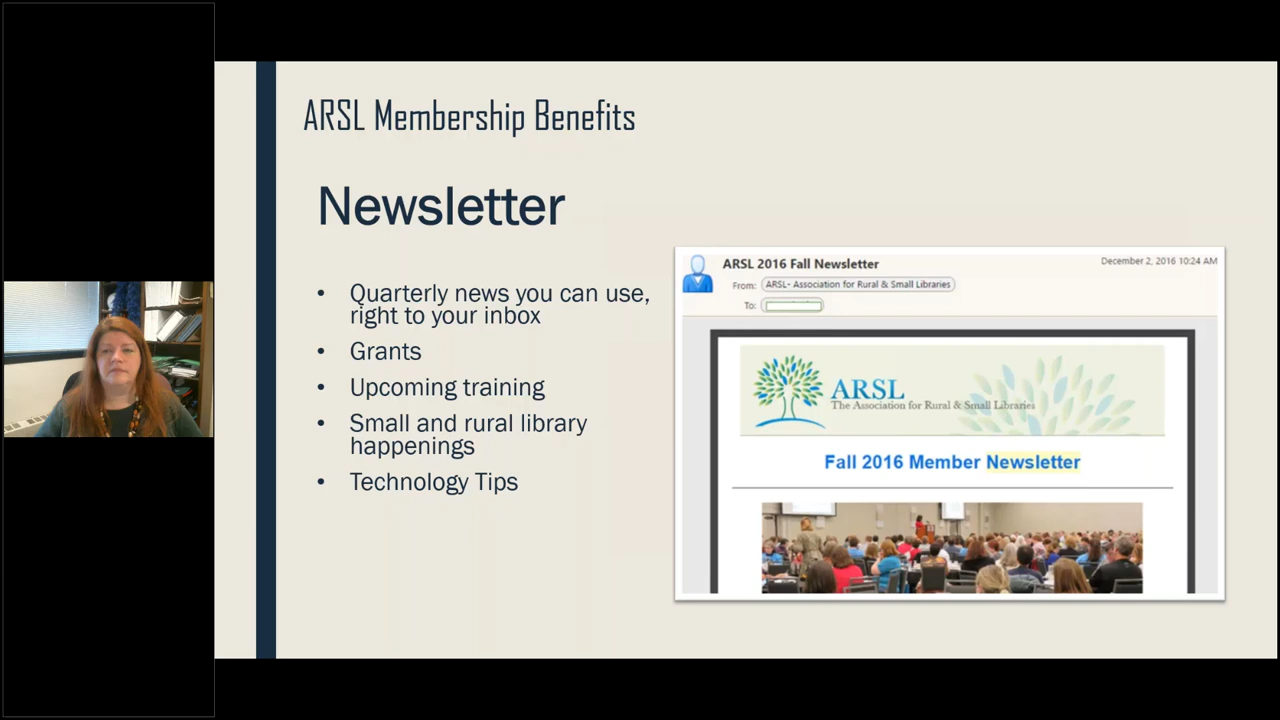 ARSL Membership Benefits
Newsletter
• Quarterly news you can use,
right to your inbox
• Grants
• Upcoming training
• Small and rural library
happenings
• Technology Tips
ARSL 2016 Fall Newsletter
December 2, 2016 10:24 AM
From: ARSL- Association for Rural & Small Libraries
To:
ARSL
The Association for Rural & Small Libraries
Fall 2016 Member Newsletter